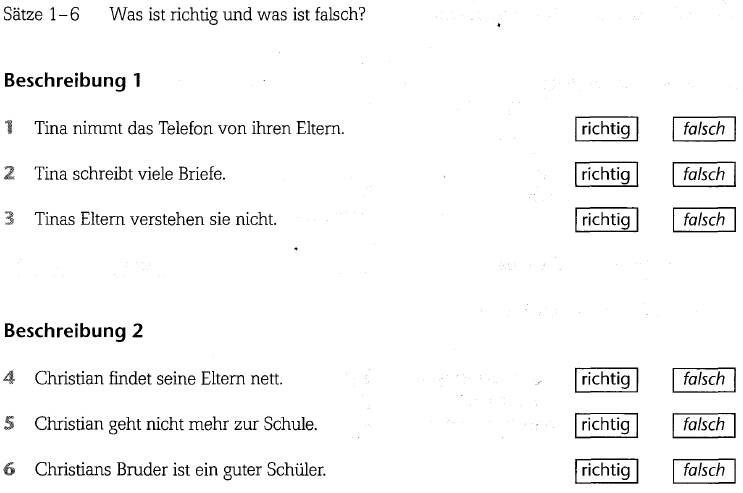 Sätze 1–6 Was ist richtig und was ist falsch?
Beschreibung 1
1 Tina nimmt das Telefon von ihren Eltern. richtig falsch
2 Tina schreibt viele Briefe. richtig falsch
3 Tinas Eltern verstehen sie nicht. richtig falsch
Beschreibung 2
4 Christian findet seine Eltern nett. richtig falsch
5 Christian geht nicht mehr zur Schule. richtig falsch
6 Christians Bruder ist ein guter Schüler. richtig falsch